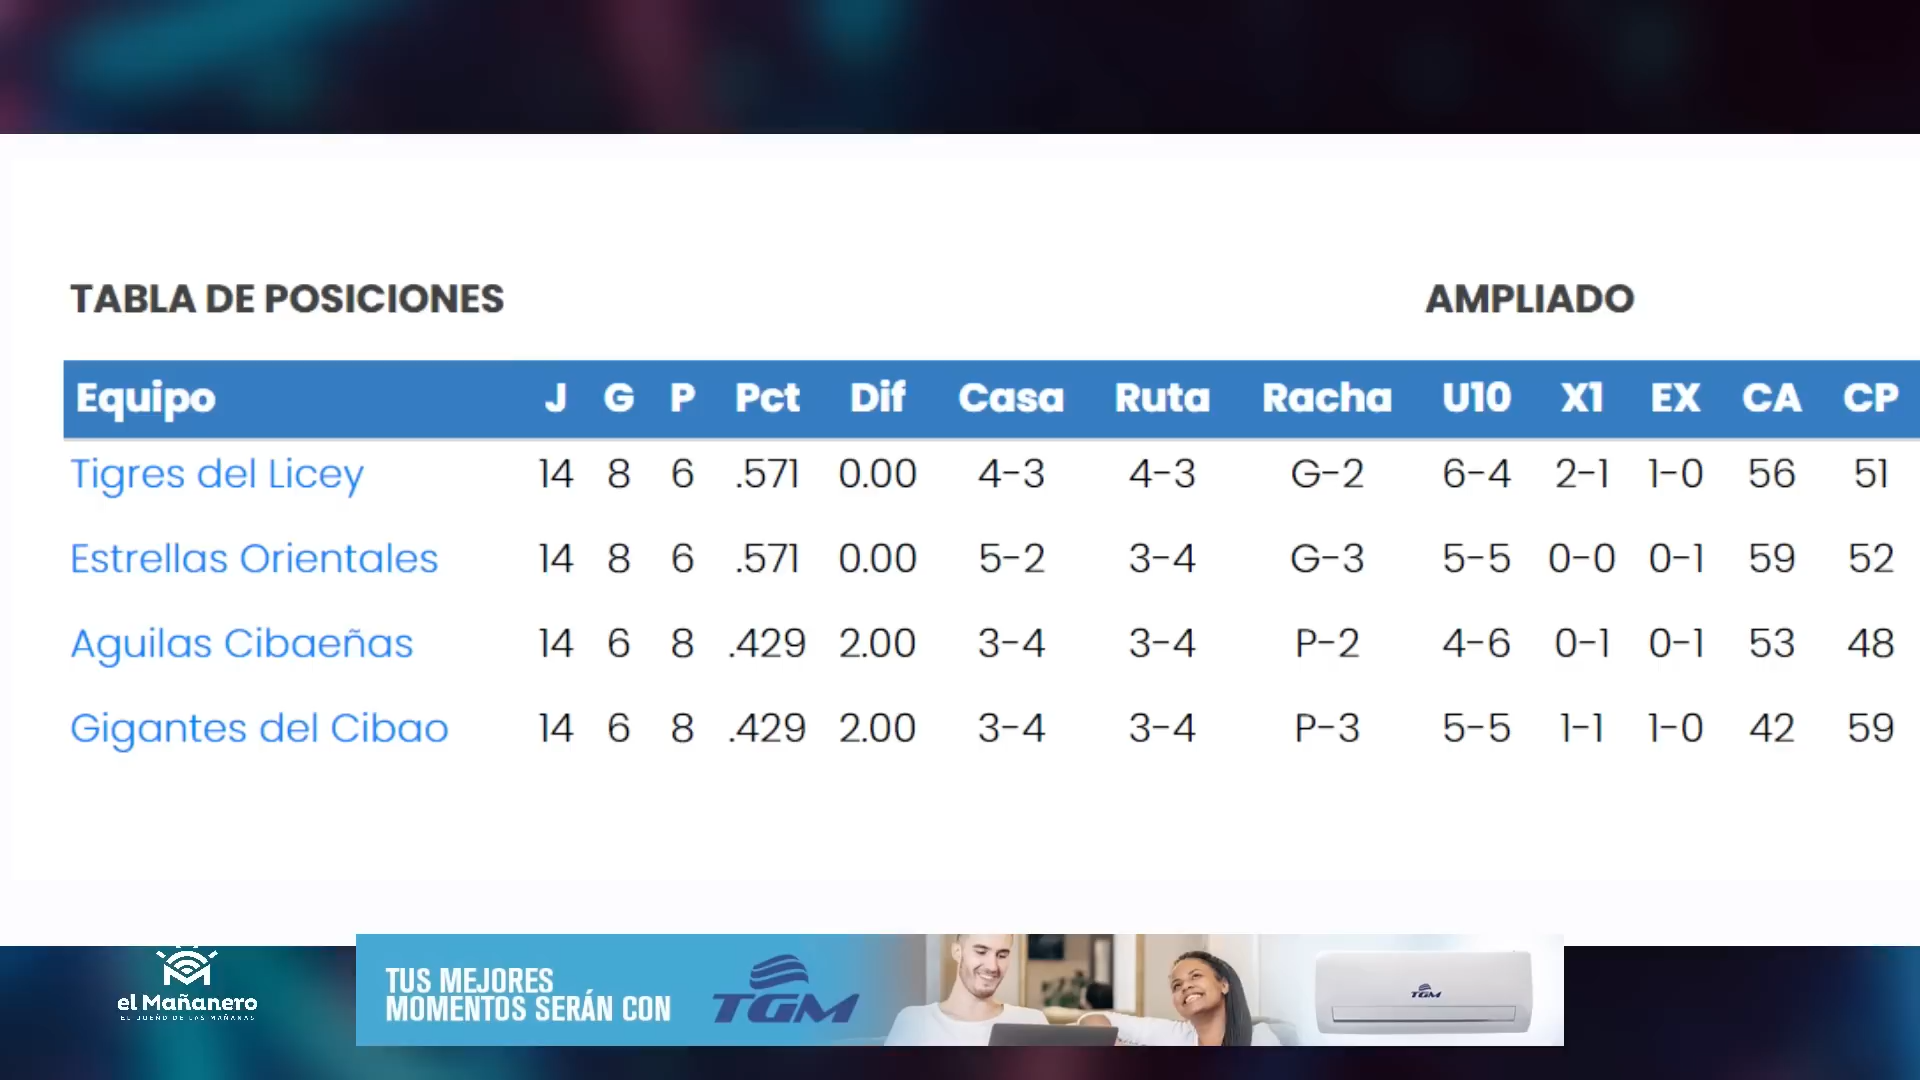 TABLA DE POSICIONES AMPLIADO
Equipo J G P Pct Dif Casa Ruta Racha U10 X1 EX CA CP
Tigres del Licey 14 8 6 .571 0.00 4-3 4-3 G-2 6-4 2-1 1-0 56 51
Estrellas Orientales 14 8 6 .571 0.00 5-2 3-4 G-3 5-5 0-0 0-1 59 52
Aguilas Cibaeñas 14 6 8 .429 2.00 3-4 3-4 P-2 4-6 0-1 0-1 53 48
Gigantes del Cibao 14 6 8 .429 2.00 3-4 3-4 P-3 5-5 1-1 1-0 42 59
el Mañanero
EL DUEÑO DE LAS MAÑANAS
TUS MEJORES
MOMENTOS SERÁN CON
TGM
TGM